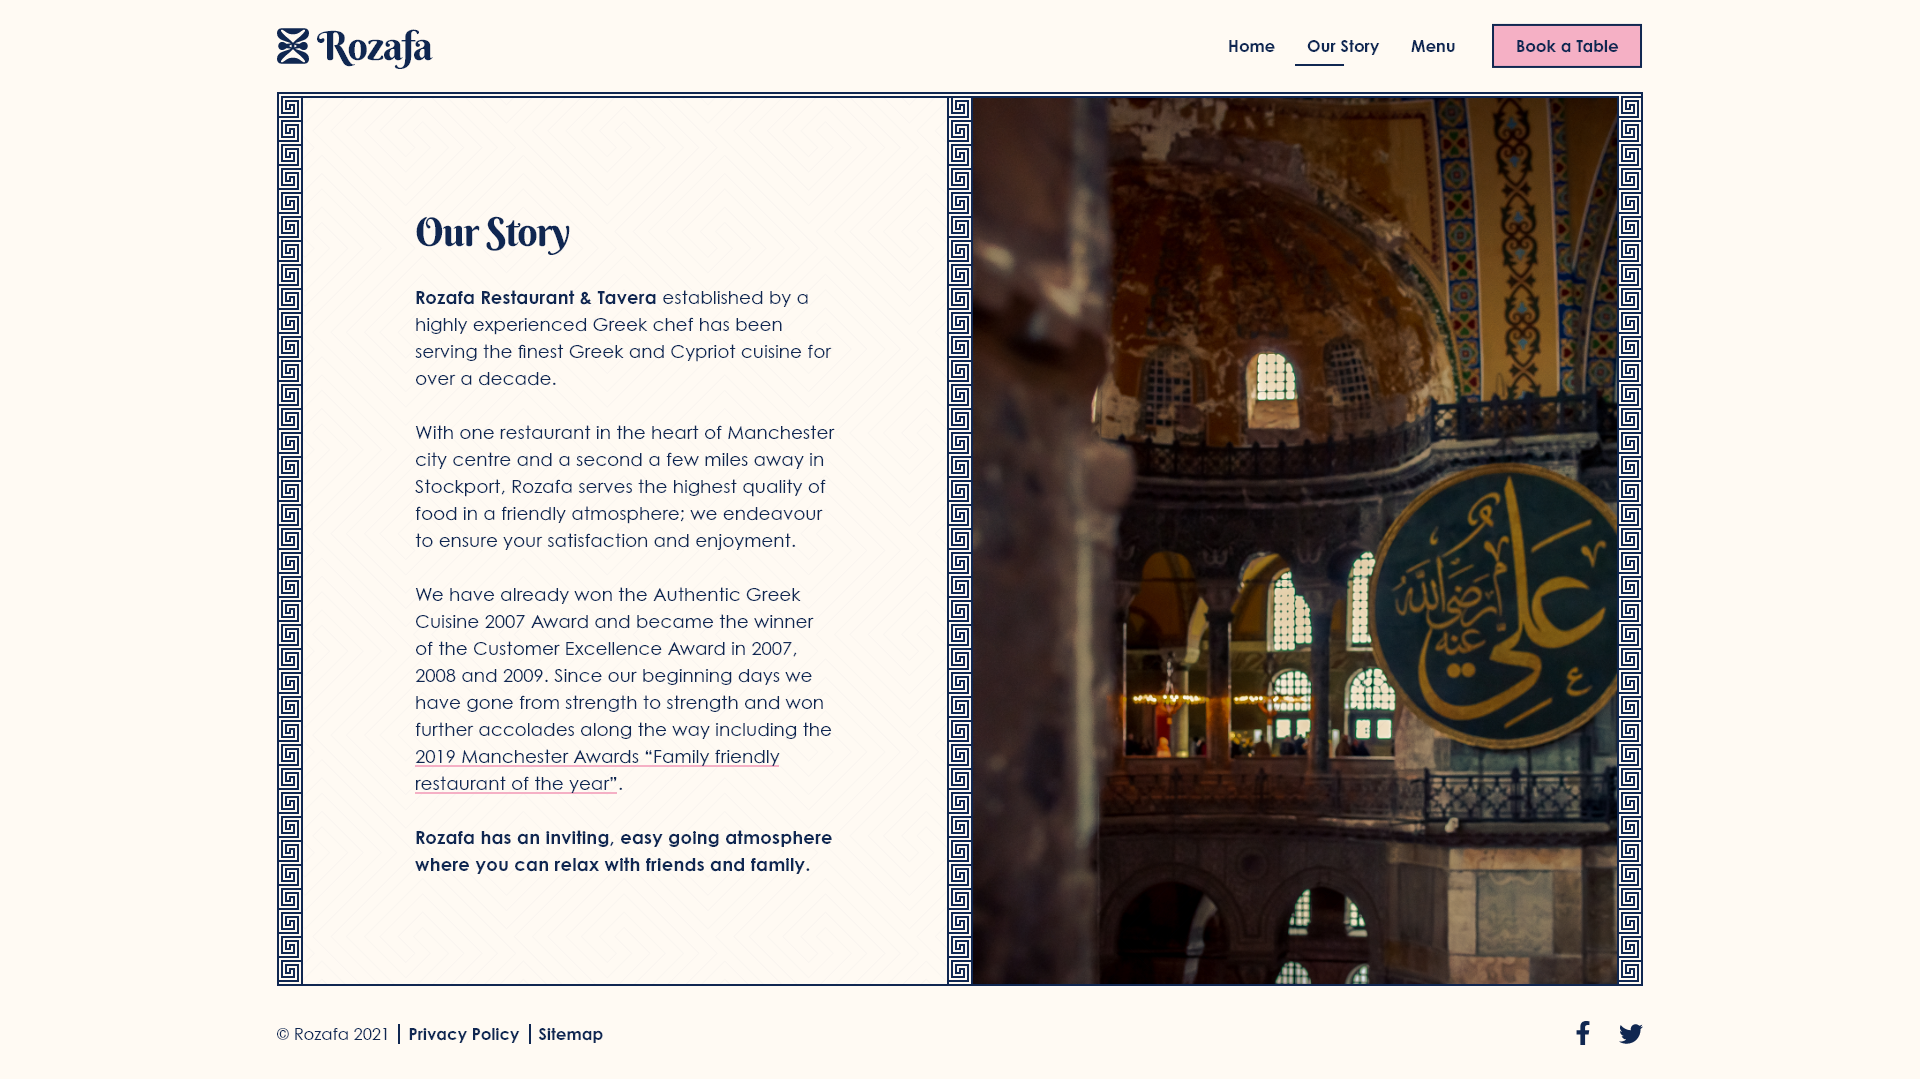 Rozafa
Home
Our Story
Menu
Book a Table
Our Story
Rozafa Restaurant & Tavera established by a
highly experienced Greek chef has been
serving the finest Greek and Cypriot cuisine for
over a decade.
With one restaurant in the heart of Manchester
city centre and a second a few miles away in
Stockport, Rozafa serves the highest quality of
food in a friendly atmosphere; we endeavour
to ensure your satisfaction and enjoyment.
We have already won the Authentic Greek
Cuisine 2007 Award and became the winner
of the Customer Excellence Award in 2007,
2008 and 2009. Since our beginning days we
have gone from strength to strength and won
further accolades along the way including the
2019 Manchester Awards “Family friendly
restaurant of the year”.
Rozafa has an inviting, easy going atmosphere
where you can relax with friends and family.
علي رضي الله عنه
© Rozafa 2021
Privacy Policy
Sitemap